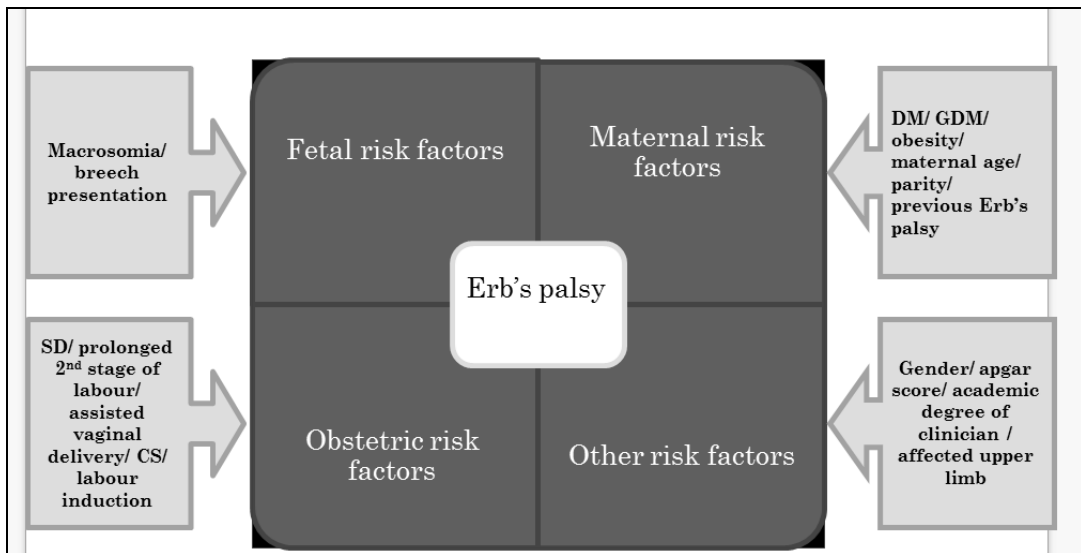 Macrosomia/
breech
presentation
Fetal risk factors
Maternal risk
factors
DM/ GDM/
obesity/
maternal age/
parity/
previous Erb’s
palsy
Erb’s palsy
SD/ prolonged
2nd stage of
labour/
assisted
vaginal
delivery/ CS/
labour
induction
Obstetric risk
factors
Other risk factors
Gender/ apgar
score/ academic
degree of
clinician /
affected upper
limb